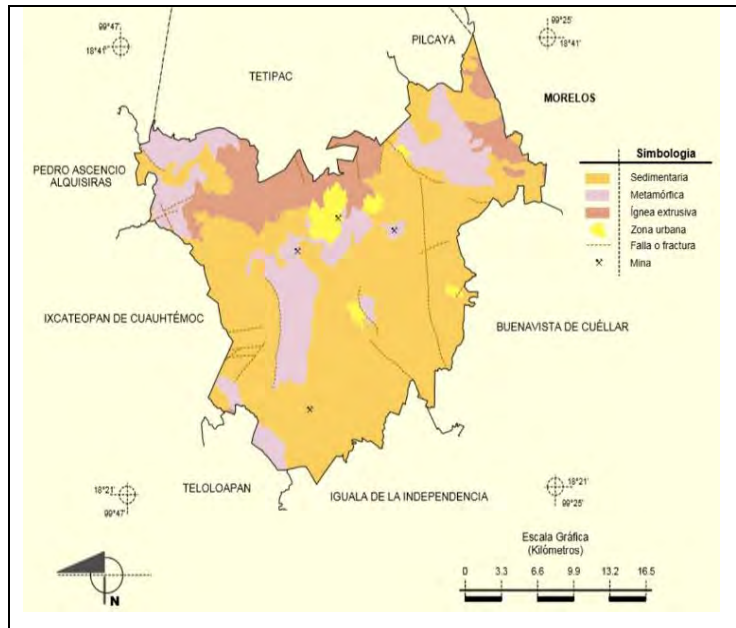 99°47'
18°41'
PILCAYA
99°25'
18°41'
TETIPAC
MORELOS
PEDRO ASCENCIO
ALQUISIRAS
Simbología
Sedimentaria
Metamórfica
Ígnea extrusiva
Zona urbana
Falla o fractura
Mina
IXCATEOPAN DE CUAUHTÉMOC
BUENAVISTA DE CUÉLLAR
18°21'
99°47'
TELOLOAPAN
IGUALA DE LA INDEPENDENCIA
18°21'
99°25'
Escala Gráfica
(Kilómetros)
0 3.3 6.6 9.9 13.2 16.5
N